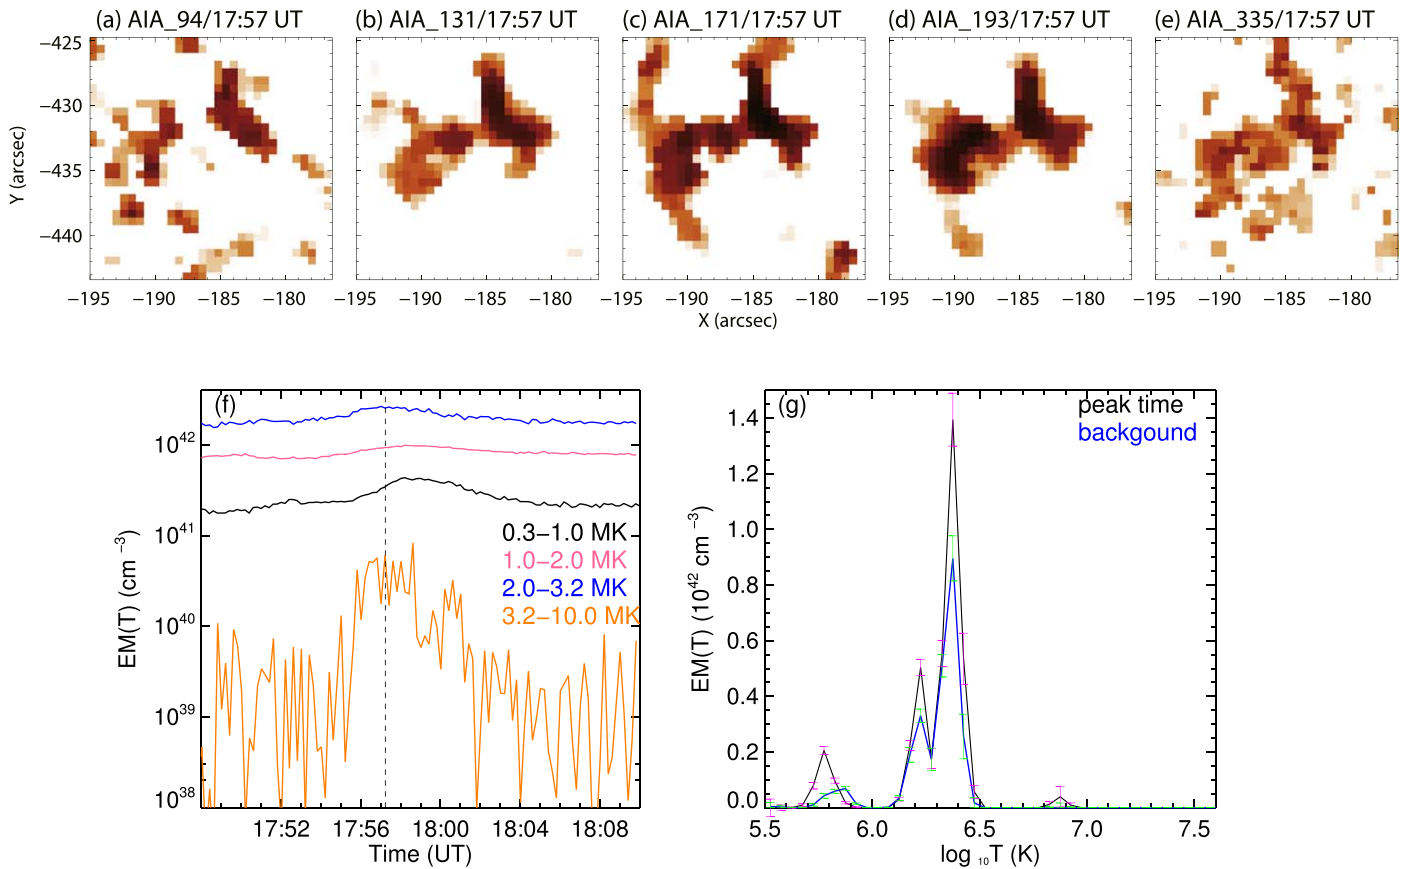 (a) AIA_94/17:57 UT
(b) AIA_131/17:57 UT
(c) AIA_171/17:57 UT
(d) AIA_193/17:57 UT
(e) AIA_335/17:57 UT
−425
−430
−435
−440
Y (arcsec)
−195 −190 −185 −180
−195 −190 −185 −180
−195 −190 −185 −180
−195 −190 −185 −180
−195 −190 −185 −180
X (arcsec)
(f)
10^42
10^41
10^40
10^39
10^38
EM(T) (cm −3)
0.3−1.0 MK
1.0−2.0 MK
2.0−3.2 MK
3.2−10.0 MK
17:52 17:56 18:00 18:04 18:08
Time (UT)
(g)
peak time
backgound
1.4
1.2
1.0
0.8
0.6
0.4
0.2
0.0
EM(T) (10^42 cm −3)
5.5 6.0 6.5 7.0 7.5
log 10T (K)